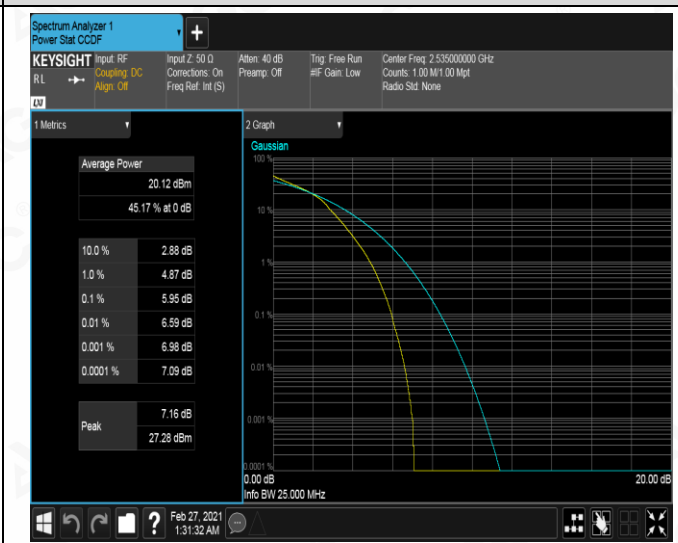 Spectrum Analyzer 1
Power Stat CCDF
+
KEYSIGHT
RL
LXI
Input: RF
Coupling: DC
Align: Off
Input Z: 50 Ω
Corrections: On
Freq Ref: Int (S)
Atten: 40 dB
Preamp: Off
Trig: Free Run
#IF Gain: Low
Center Freq: 2.535000000 GHz
Counts: 1.00 M/1.00 Mpt
Radio Std: None
1 Metrics
Average Power
20.12 dBm
45.17 % at 0 dB
10.0 % 2.88 dB
1.0 % 4.87 dB
0.1 % 5.95 dB
0.01 % 6.59 dB
0.001 % 6.98 dB
0.0001 % 7.09 dB
Peak
7.16 dB
27.28 dBm
2 Graph
Gaussian
100 %
10 %
1 %
0.1 %
0.01 %
0.001 %
0.0001 %
0.00 dB
20.00 dB
Info BW 25.000 MHz
?
Feb 27, 2021
1:31:32 AM